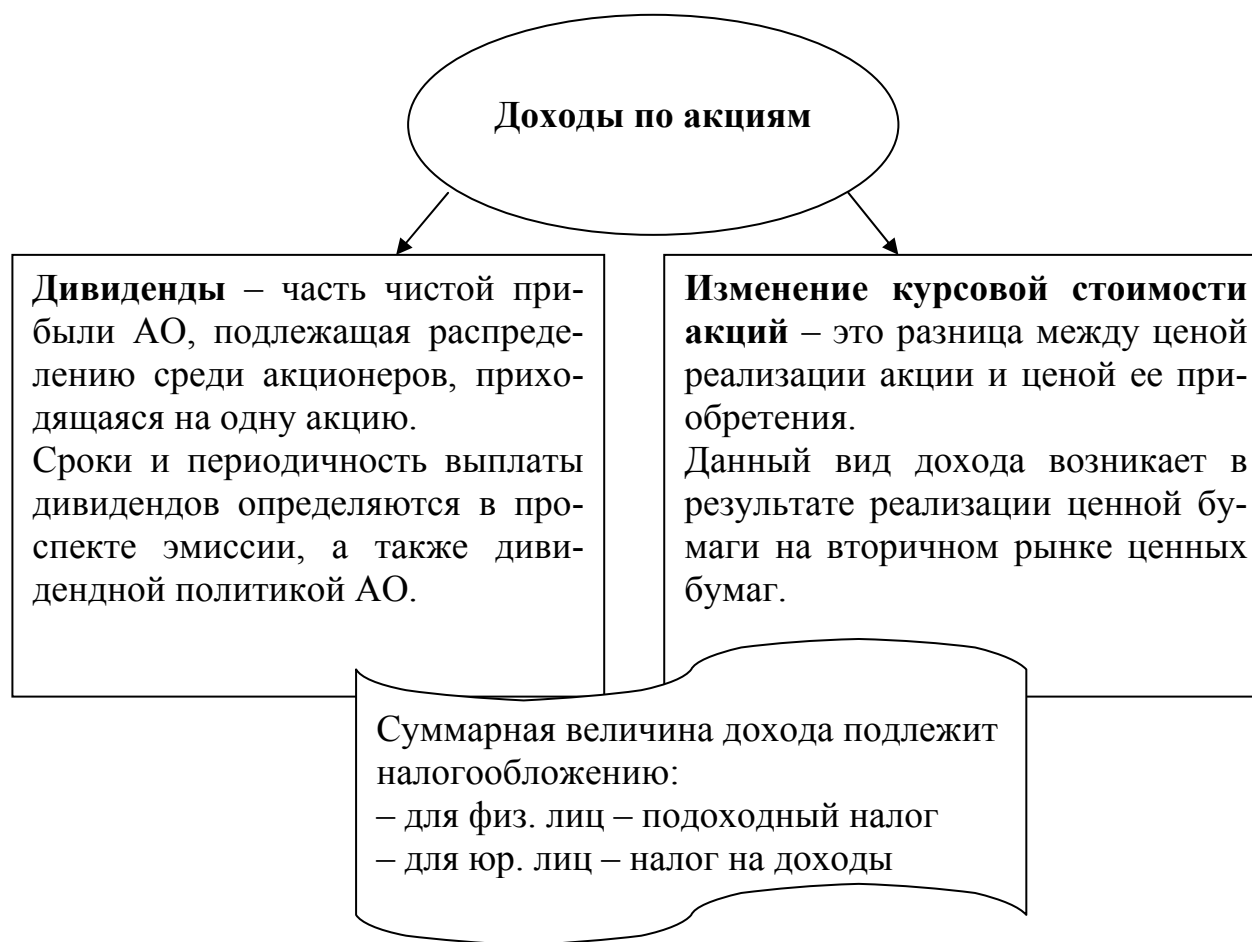 Доходы по акциям
Дивиденды – часть чистой при-
были АО, подлежащая распреде-
лению среди акционеров, прихо-
дящаяся на одну акцию.
Сроки и периодичность выплаты
дивидендов определяются в про-
спекте эмиссии, а также диви-
дендной политикой АО.
Изменение курсовой стоимости
акций – это разница между ценой
реализации акции и ценой ее при-
обретения.
Данный вид дохода возникает в
результате реализации ценной бу-
маги на вторичном рынке ценных
бумаг.
Суммарная величина дохода подлежит
налогообложению:
– для физ. лиц – подоходный налог
– для юр. лиц – налог на доходы